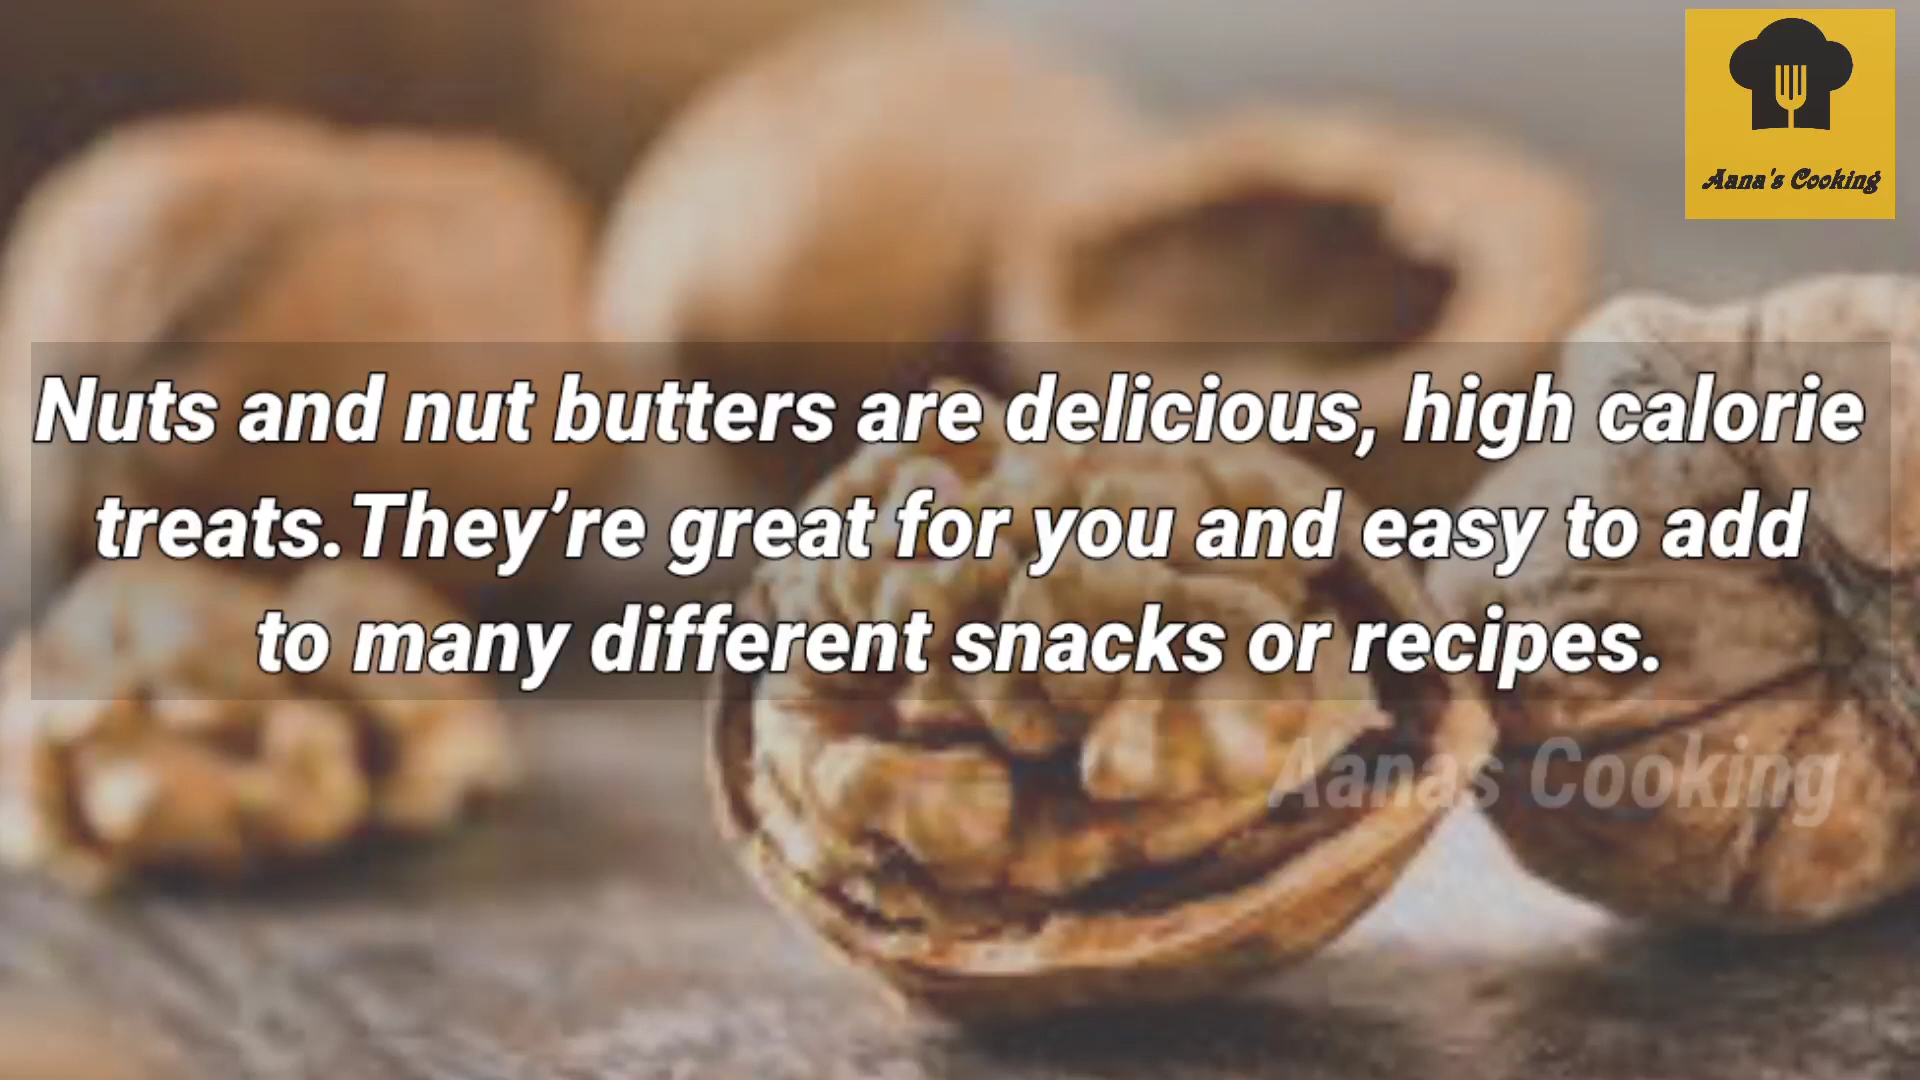 Aana's Cooking
Nuts and nut butters are delicious, high calorie
treats.They’re great for you and easy to add
to many different snacks or recipes.
Aanas Cooking